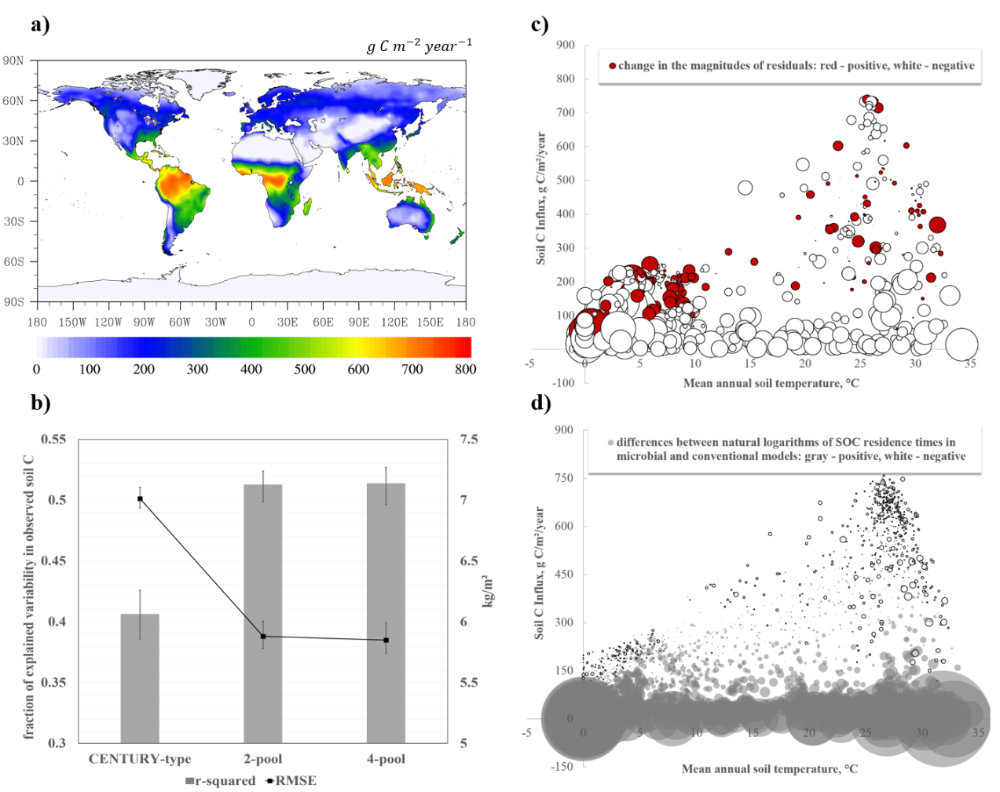 a)
g C m⁻² year⁻¹
90N
60N
30N
0
30S
60S
90S
180 150W 120W 90W 60W 30W 0 30E 60E 90E 120E 150E 180
0 100 200 300 400 500 600 700 800
b)
0.55
0.5
0.45
0.4
0.35
0.3
fraction of explained variability in observed soil C
7.5
7
6.5
6
5.5
5
kg/m²
CENTURY-type 2-pool 4-pool
r-squared RMSE
c)
900
800
700
600
500
400
300
200
100
0
-100
Soil C Influx, g C/m²/year
change in the magnitudes of residuals: red - positive, white - negative
-5 0 5 10 15 20 25 30 35
Mean annual soil temperature, °C
d)
900
750
600
450
300
150
0
-150
Soil C Influx, g C/m²/year
differences between natural logarithms of SOC residence times in
microbial and conventional models: gray - positive, white - negative
-5 0 5 10 15 20 25 30 35
Mean annual soil temperature, °C